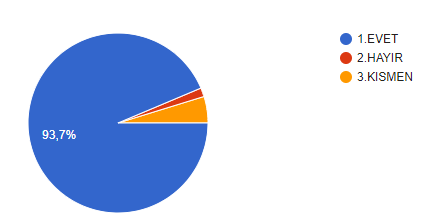 1.EVET
2.HAYIR
3.KISMEN
93,7%